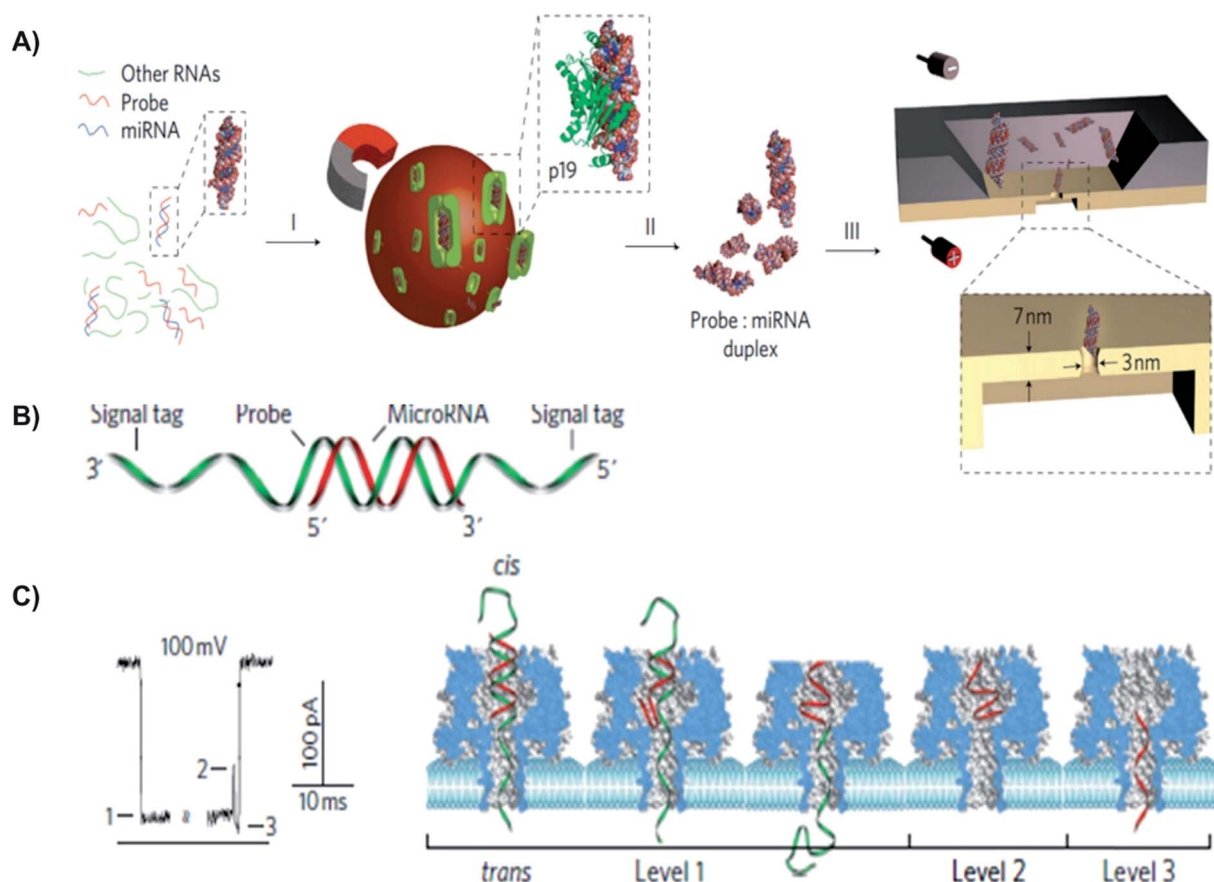 A)
Other RNAs
Probe
miRNA
I
p19
II
Probe : miRNA
duplex
III
−
+
7 nm
3 nm
B)
Signal tag
Probe
MicroRNA
Signal tag
3′
5′
5′
3′
C)
100 mV
100 pA
10 ms
1
2
3
cis
trans
Level 1
Level 2
Level 3